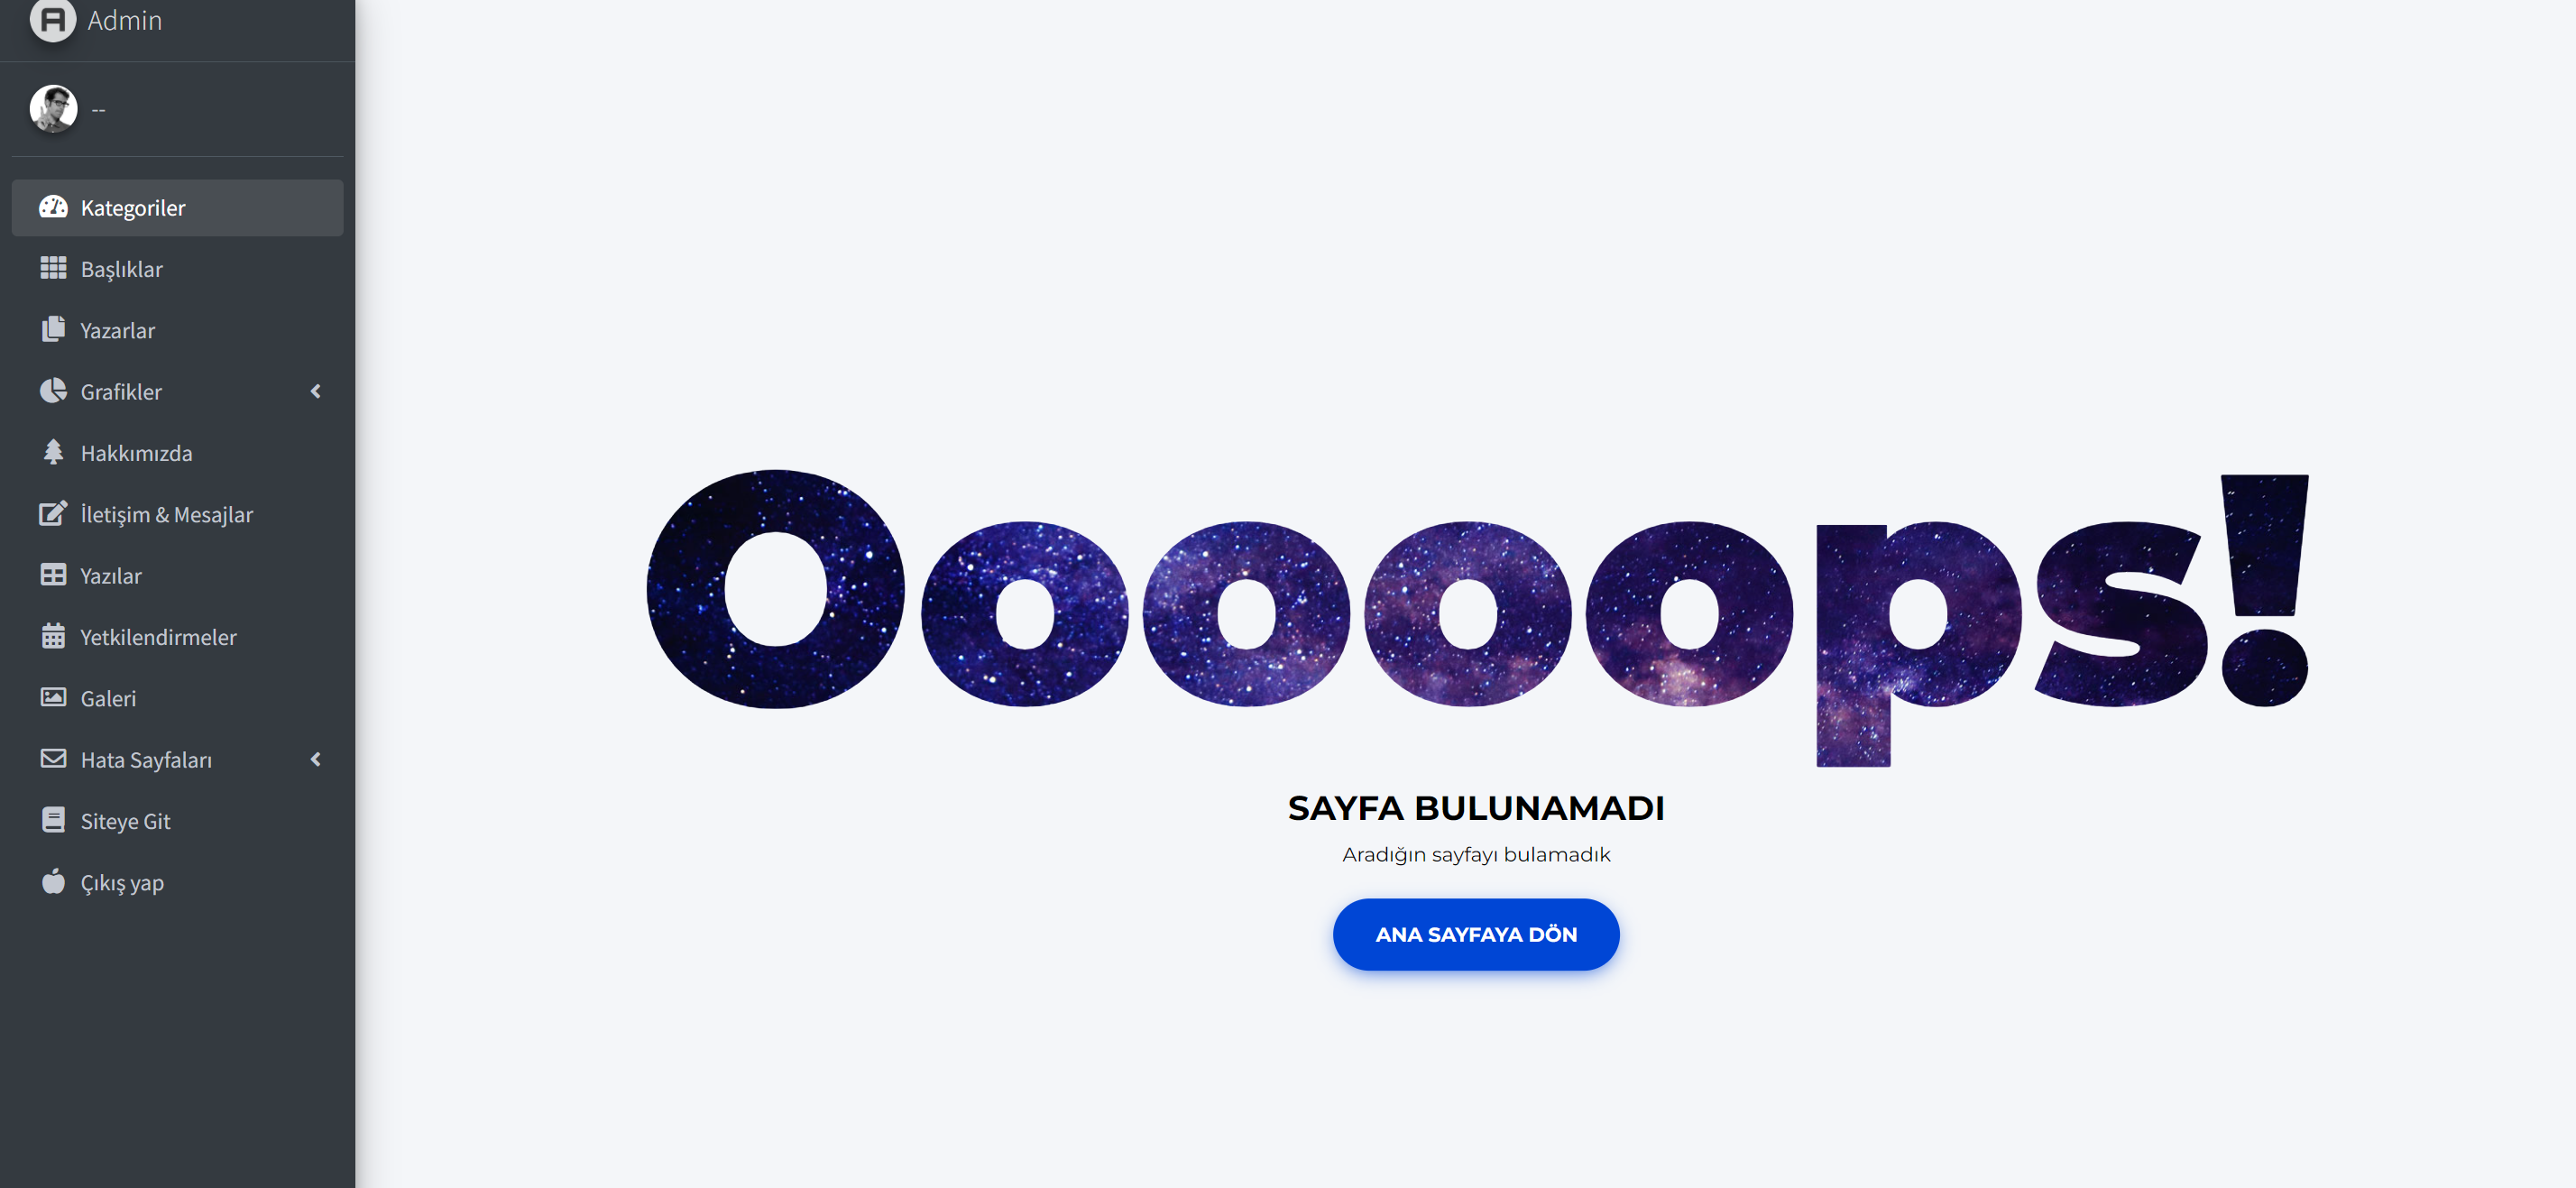 Admin
--
Kategoriler
Başlıklar
Yazarlar
Grafikler
Hakkımızda
İletişim & Mesajlar
Yazılar
Yetkilendirmeler
Galeri
Hata Sayfaları
Siteye Git
Çıkış yap
Ooooops!
SAYFA BULUNAMADI
Aradığın sayfayı bulamadık
ANA SAYFAYA DÖN